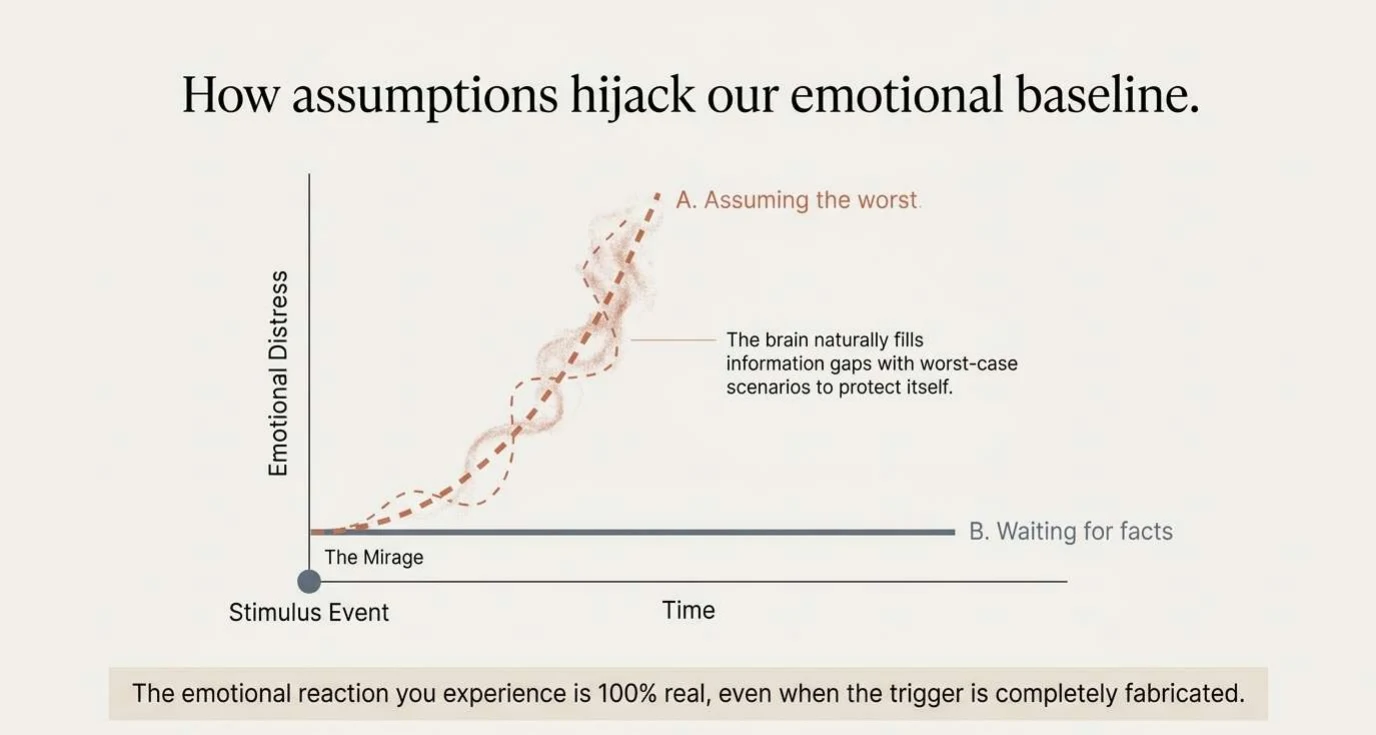 How assumptions hijack our emotional baseline.
A. Assuming the worst.
Emotional Distress
The brain naturally fills
information gaps with worst-case
scenarios to protect itself.
B. Waiting for facts
The Mirage
Stimulus Event
Time
The emotional reaction you experience is 100% real, even when the trigger is completely fabricated.